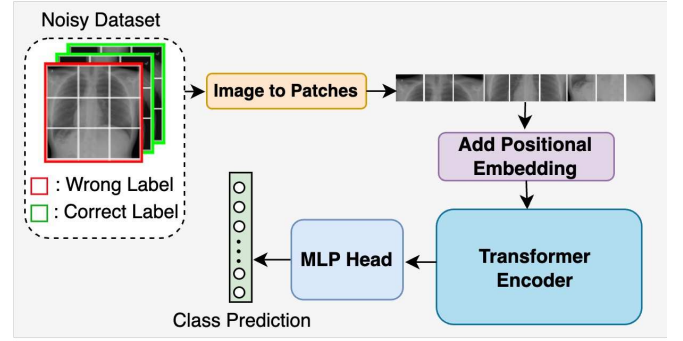 Noisy Dataset
Image to Patches
: Wrong Label
: Correct Label
Add Positional
Embedding
Transformer
Encoder
MLP Head
Class Prediction